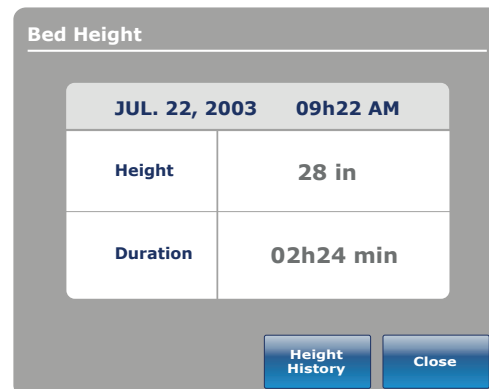 Bed Height
JUL. 22, 2003 09h22 AM
Height 28 in
Duration 02h24 min
Height
History
Close